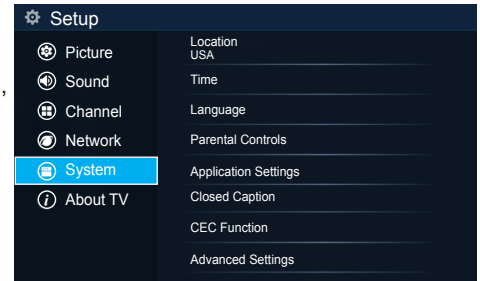 Setup
Picture
Sound
Channel
Network
System
About TV
Location
USA
Time
Language
Parental Controls
Application Settings
Closed Caption
CEC Function
Advanced Settings
,